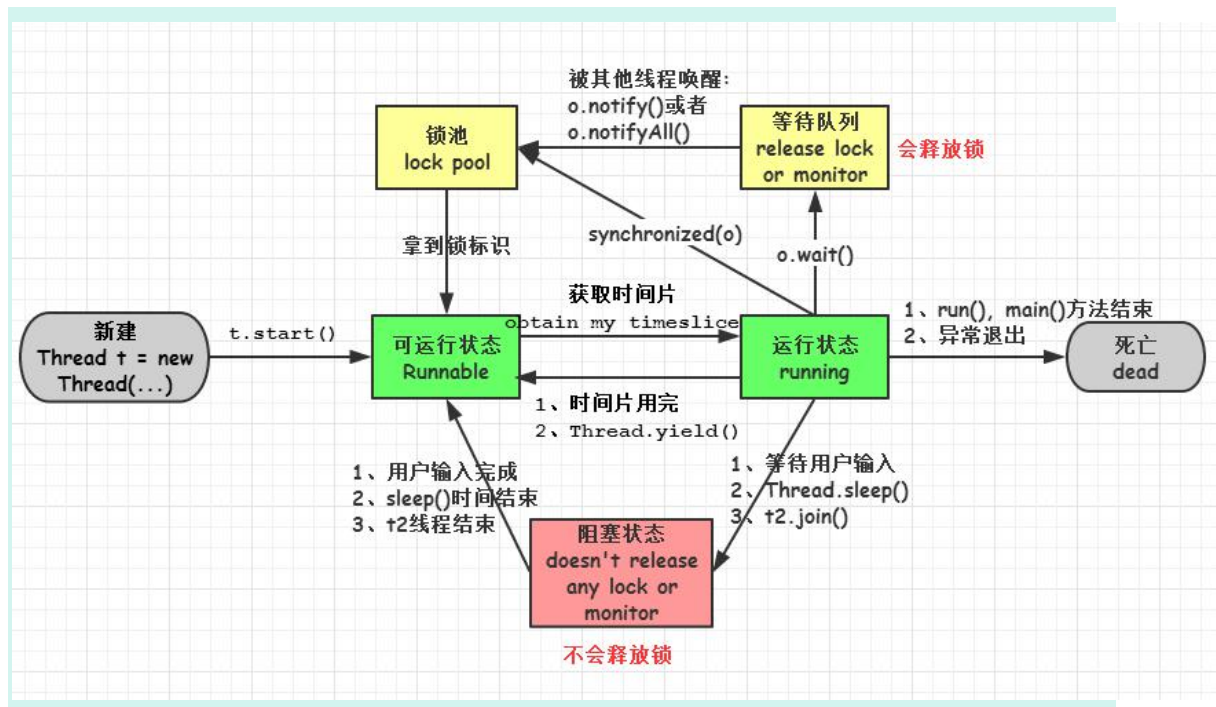 被其他线程唤醒:
o.notify()或者
o.notifyAll()
锁池
lock pool
等待队列
release lock
or monitor
会释放锁
拿到锁标识
synchronized(o)
o.wait()
获取时间片
obtain my timeslice
新建
Thread t = new
Thread(...)
t.start()
可运行状态
Runnable
运行状态
running
1、run(), main()方法结束
2、异常退出
死亡
dead
1、时间片用完
2、Thread.yield()
1、用户输入完成
2、sleep()时间结束
3、t2线程结束
1、等待用户输入
2、Thread.sleep()
3、t2.join()
阻塞状态
doesn't release
any lock or
monitor
不会释放锁